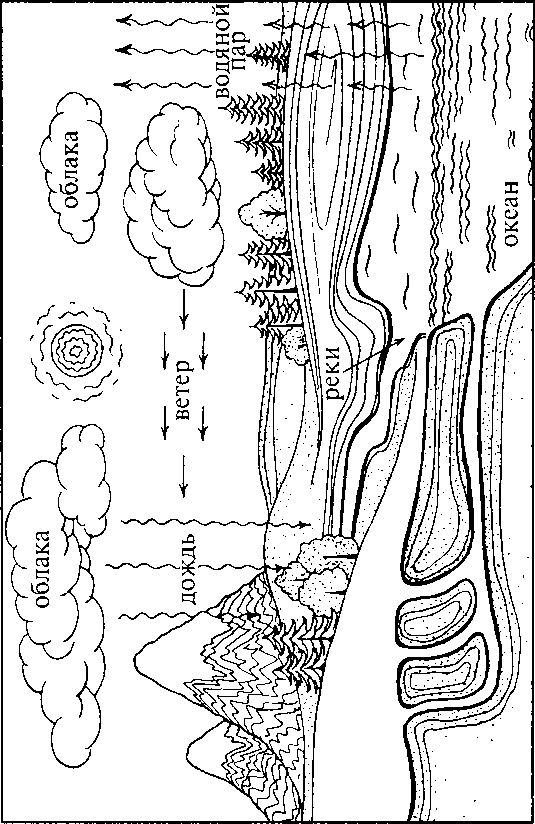 облака
облака
водяной
пар
ветер
дождь
реки
океан